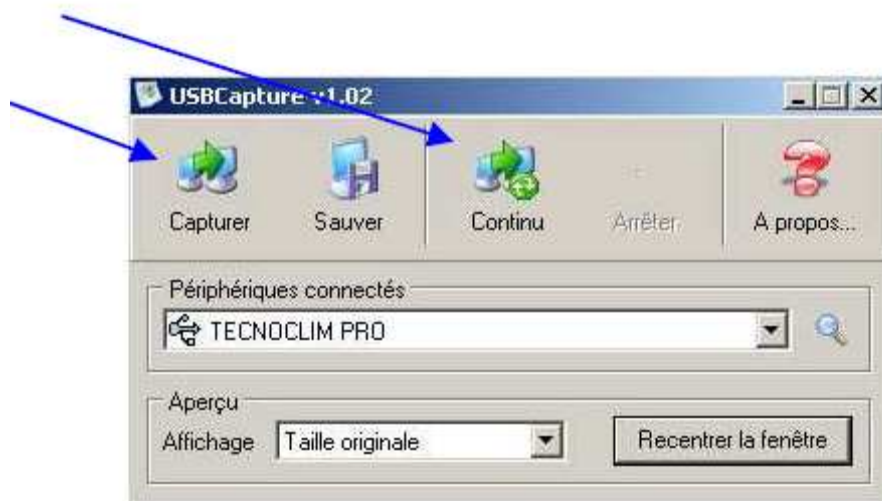 USBCapture v1.02
Capturer Sauver Continu Arrêter A propos...
Périphériques connectés
TECNOCLIM PRO
Aperçu
Affichage Taille originale Recentrer la fenêtre